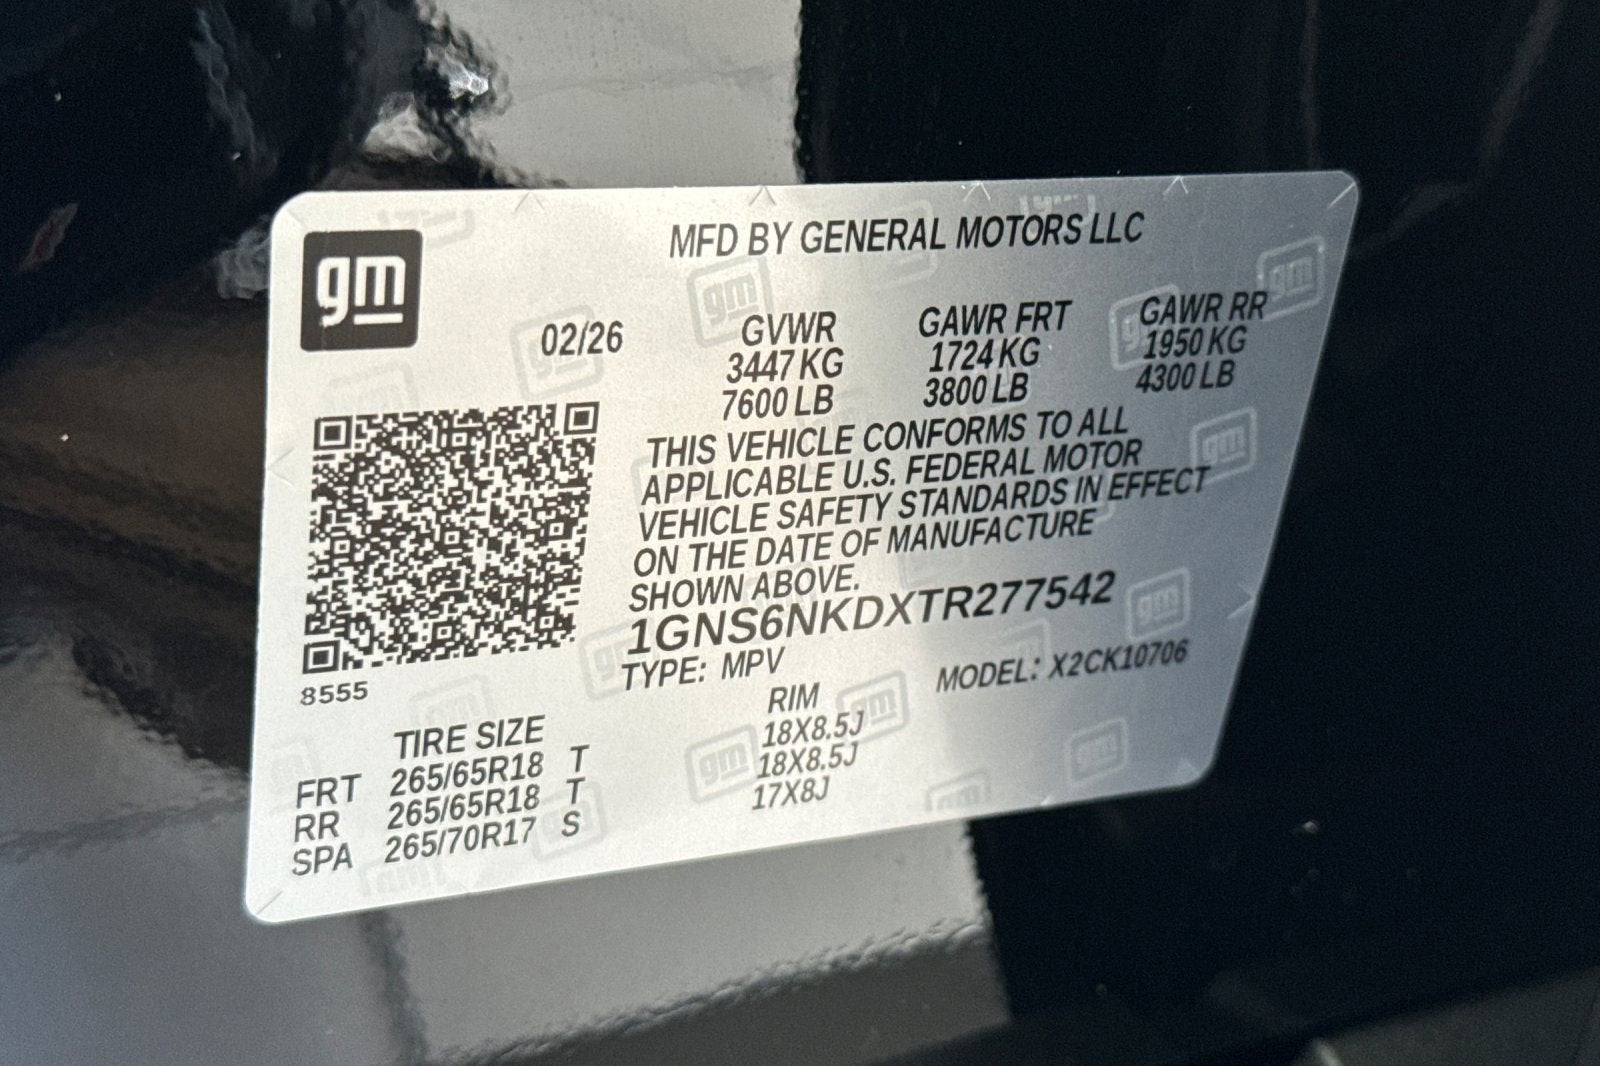 gm
MFD BY GENERAL MOTORS LLC
02/26
GVWR GAWR FRT GAWR RR
3447 KG 1724 KG 1950 KG
7600 LB 3800 LB 4300 LB
THIS VEHICLE CONFORMS TO ALL
APPLICABLE U.S. FEDERAL MOTOR
VEHICLE SAFETY STANDARDS IN EFFECT
ON THE DATE OF MANUFACTURE
SHOWN ABOVE.
1GNS6NKDXTR277542
TYPE: MPV MODEL: X2CK10706
8555
TIRE SIZE RIM
FRT 265/65R18 T 18X8.5J
RR 265/65R18 T 18X8.5J
SPA 265/70R17 S 17X8J